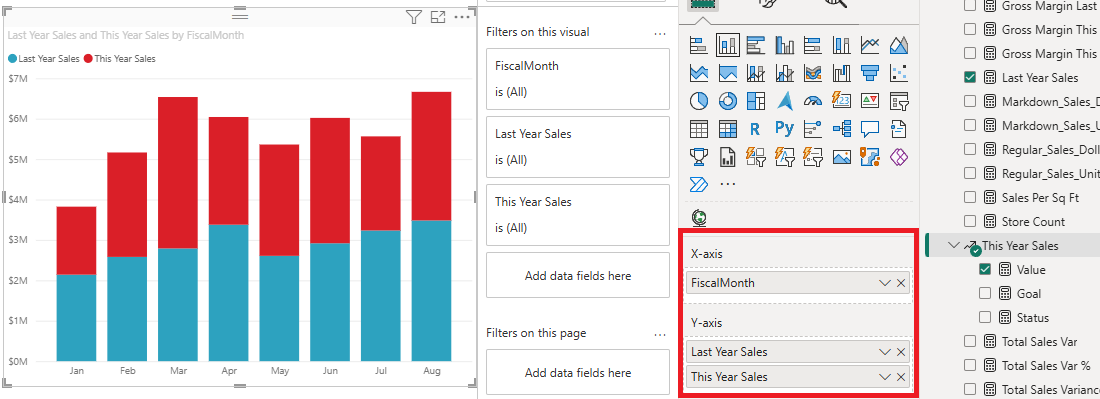 Last Year Sales and This Year Sales by FiscalMonth
Last Year Sales This Year Sales
$7M
$6M
$5M
$4M
$3M
$2M
$1M
$0M
Jan Feb Mar Apr May Jun Jul Aug
Filters on this visual ...
FiscalMonth
is (All)
Last Year Sales
is (All)
This Year Sales
is (All)
Add data fields here
Filters on this page ...
Add data fields here
123
R Py
...
X-axis
FiscalMonth
Y-axis
Last Year Sales
This Year Sales
Gross Margin Last
Gross Margin This
Gross Margin This
Last Year Sales
Markdown_Sales_D
Markdown_Sales_U
Regular_Sales_Doll
Regular_Sales_Unit
Sales Per Sq Ft
Store Count
This Year Sales
Value
Goal
Status
Total Sales Var
Total Sales Var %
Total Sales Variance